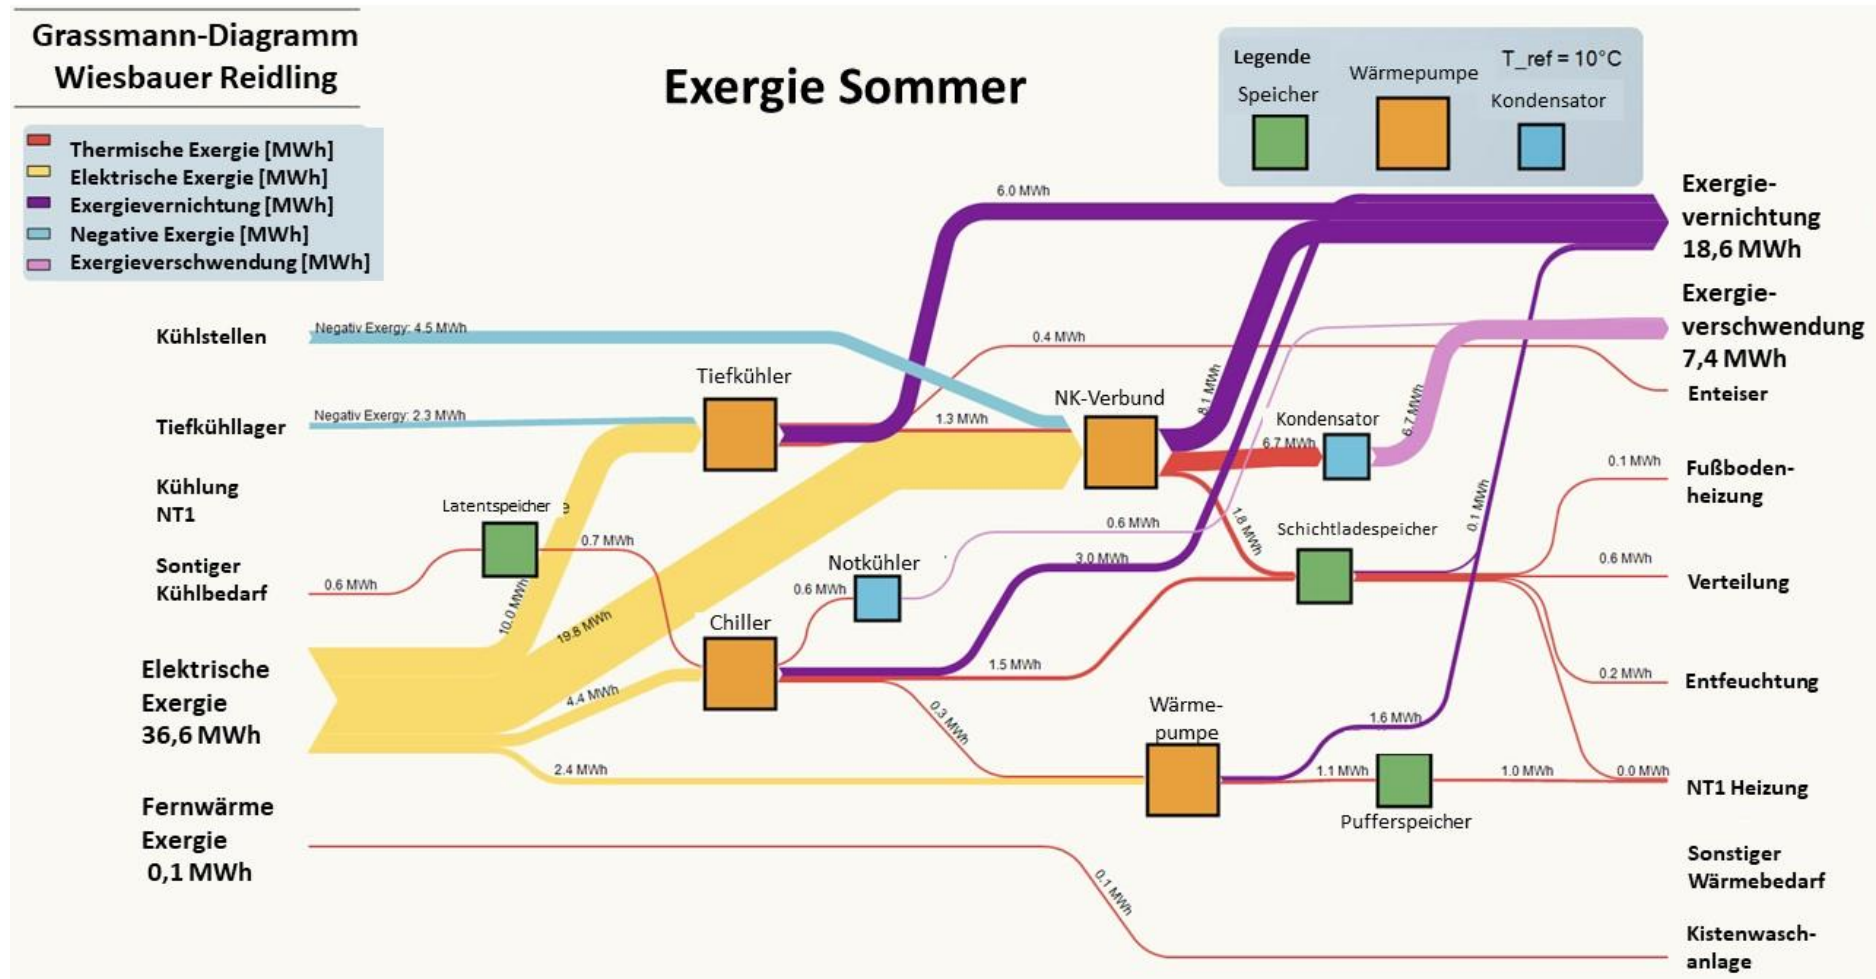 Grassmann-Diagramm
Wiesbauer Reidling
Exergie Sommer
Legende
T_ref = 10°C
Wärmepumpe
Speicher
Kondensator
Thermische Exergie [MWh]
Elektrische Exergie [MWh]
Exergievernichtung [MWh]
Negative Exergie [MWh]
Exergieverschwendung [MWh]
Exergie-
vernichtung
18,6 MWh
6.0 MWh
Exergie-
verschwendung
7,4 MWh
Kühlstellen
Negativ Exergy: 4.5 MWh
0.4 MWh
Enteiser
Tiefkühler
NK-Verbund
8.1 MWh
Kondensator
6.7 MWh
6.7 MWh
Tiefkühllager
Negativ Exergy: 2.3 MWh
1.3 MWh
0.1 MWh
Fußboden-
heizung
Kühlung
NT1
Latentspeicher e
0.7 MWh
0.6 MWh
1.8 MWh
Schichtladespeicher
0.1 MWh
Sontiger
Kühlbedarf
0.6 MWh
10.0 MWh
19.8 MWh
Notkühler
0.6 MWh
3.0 MWh
0.6 MWh
Verteilung
Chiller
Elektrische
Exergie
36,6 MWh
4.4 MWh
1.5 MWh
0.3 MWh
0.2 MWh
Entfeuchtung
Wärme-
pumpe
1.6 MWh
2.4 MWh
1.1 MWh
1.0 MWh
0.0 MWh
NT1 Heizung
Pufferspeicher
Fernwärme
Exergie
0,1 MWh
0.1 MWh
Sonstiger
Wärmebedarf
Kistenwasch-
anlage